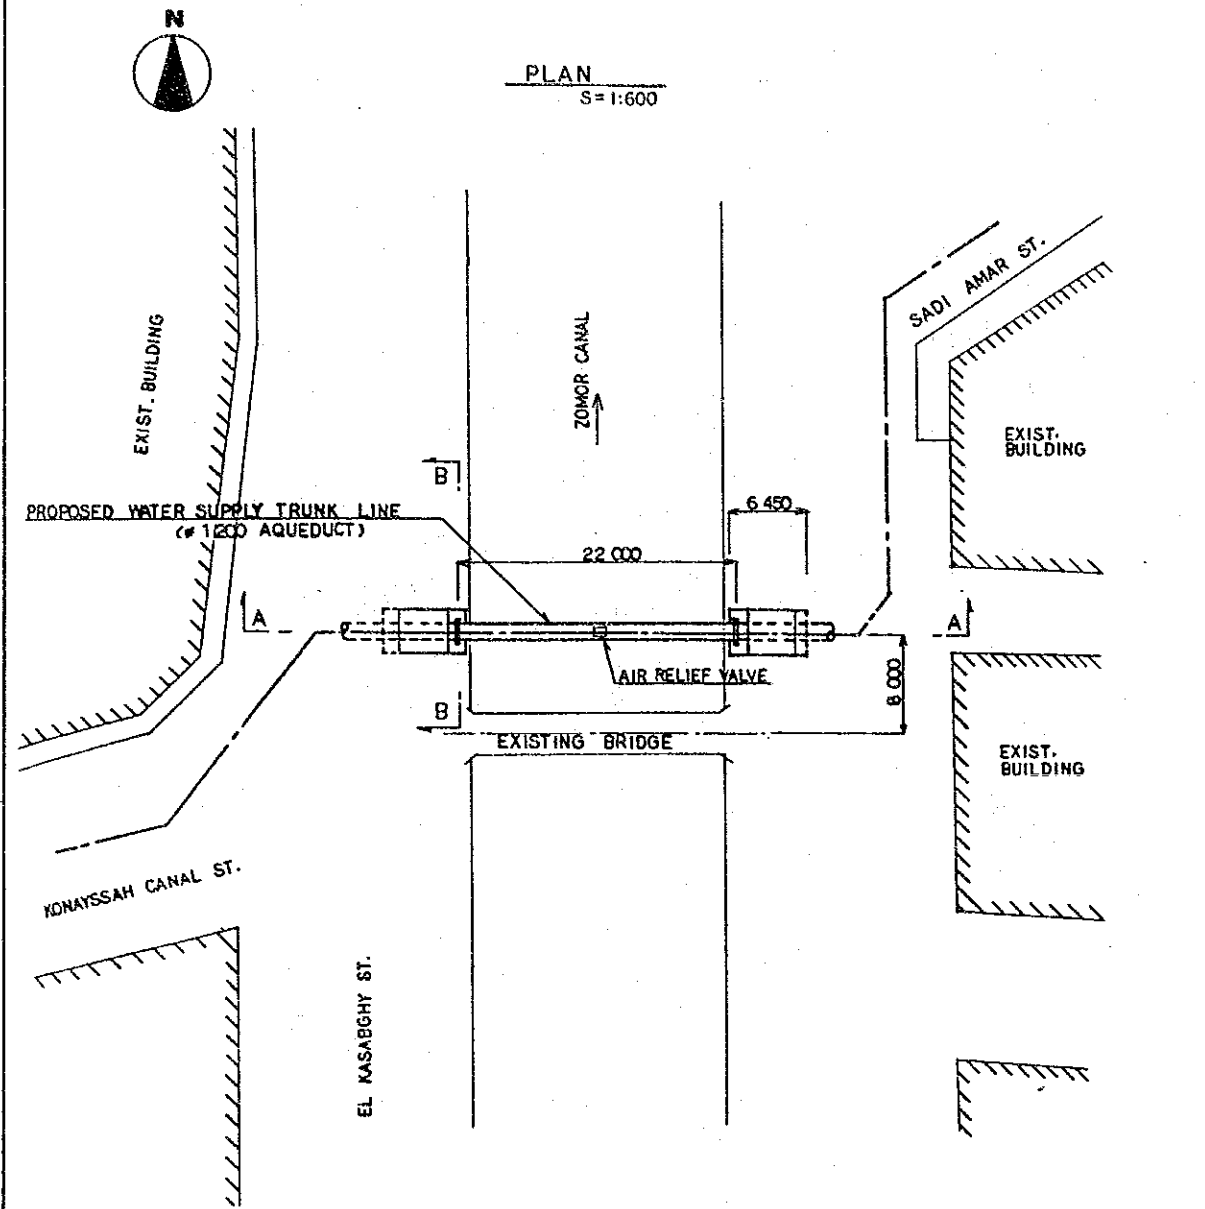 N
PLAN
S=1:600
SADI AMAR ST.
EXIST. BUILDING
ZOMOR CANAL
EXIST.
BUILDING
B
6 450
PROPOSED WATER SUPPLY TRUNK LINE
(ø 1200 AQUEDUCT)
22 000
A
A
AIR RELIEF VALVE
8 000
B
EXISTING BRIDGE
EXIST.
BUILDING
KONAYSSAH CANAL ST.
EL KASABGHY ST.